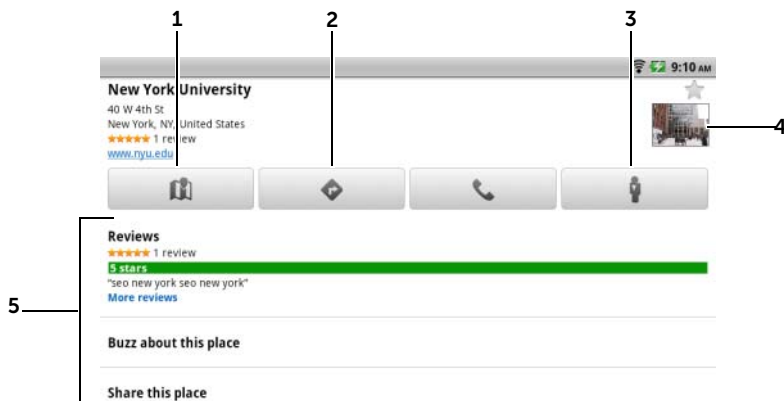 1 2 3
9:10 AM
New York University
40 W 4th St
New York, NY, United States
1 review
www.nyu.edu
4
Reviews
1 review
5 stars
"seo new york seo new york"
More reviews
5
Buzz about this place
Share this place